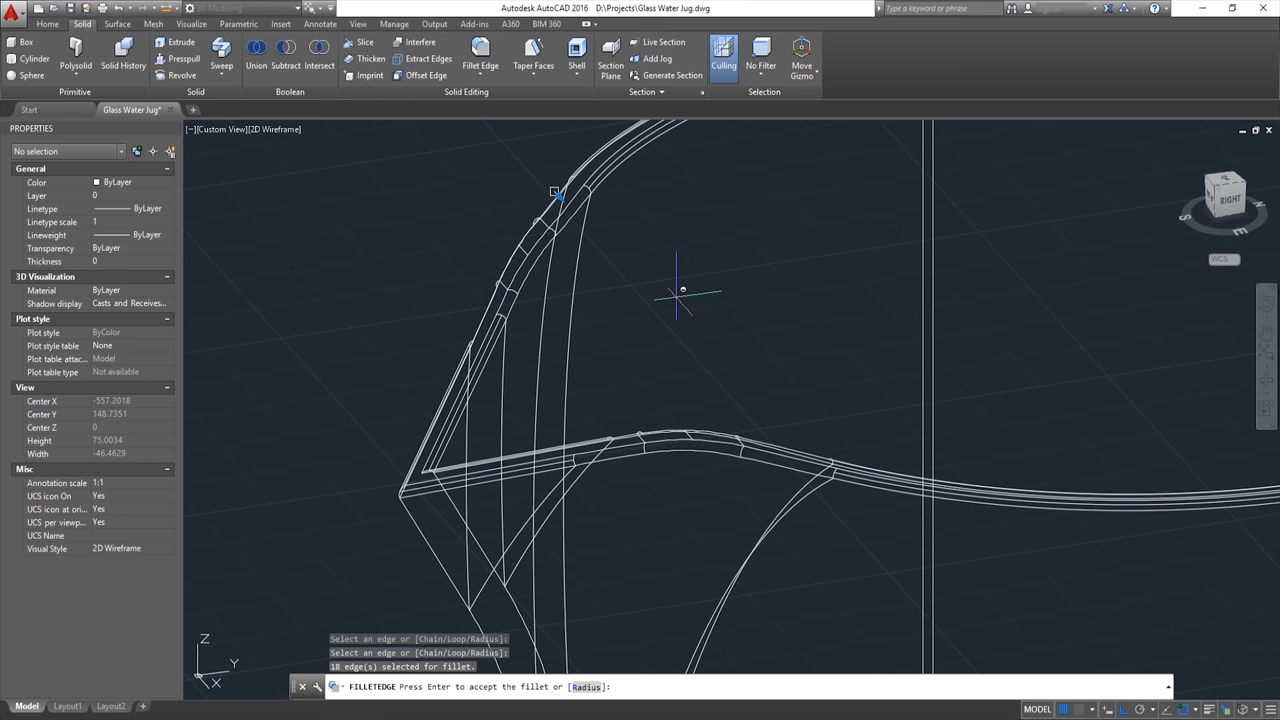 3D Modeling
Autodesk AutoCAD 2016 D:\Projects\Glass Water Jug.dwg
Type a keyword or phrase
Home Solid Surface Mesh Visualize Parametric Insert Annotate View Manage Output Add-ins A360 BIM 360
Box
Cylinder
Sphere
Polysolid
Solid History
Extrude
Presspull
Revolve
Sweep
Union Subtract Intersect
Slice
Thicken
Imprint
Interfere
Extract Edges
Offset Edge
Fillet Edge
Taper Faces
Shell
Section Plane
Live Section
Add Jog
Generate Section
Culling
No Filter
Move Gizmo
Primitive Solid Boolean Solid Editing Section Selection
Start Glass Water Jug*
PROPERTIES
[−][Custom View][2D Wireframe]
No selection
General
Color ByLayer
Layer 0
Linetype ByLayer
Linetype scale 1
Lineweight ByLayer
Transparency ByLayer
Thickness 0
3D Visualization
Material ByLayer
Shadow display Casts and Receives...
Plot style
Plot style ByColor
Plot style table None
Plot table attac... Model
Plot table type Not available
View
Center X -557.2018
Center Y 148.7351
Center Z 0
Height 75.0034
Width -46.4629
Misc
Annotation scale 1:1
UCS icon On Yes
UCS icon at ori... Yes
UCS per viewp... Yes
UCS Name
Visual Style 2D Wireframe
RIGHT
S
E
WCS
Z
Y
X
Select an edge or [Chain/Loop/Radius]:
Select an edge or [Chain/Loop/Radius]:
18 edge(s) selected for fillet.
FILLETEDGE Press Enter to accept the fillet or [Radius]:
Model Layout1 Layout2
MODEL